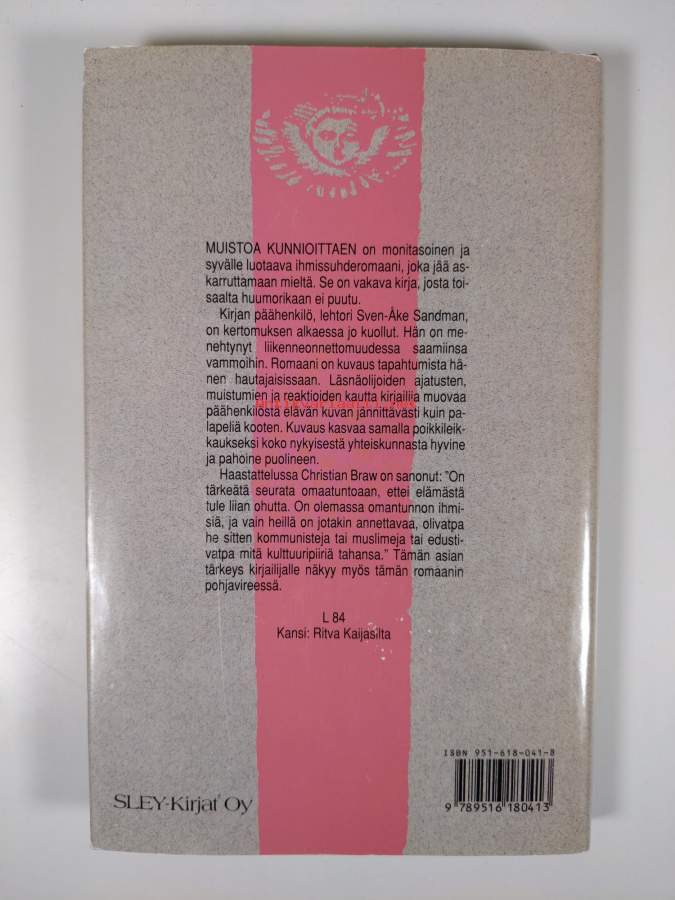 MUISTOA KUNNIOITTAEN on monitasoinen ja
syvälle luotaava ihmissuhderomaani, joka jää as-
karruttamaan mieltä. Se on vakava kirja, josta toi-
saalta huumorikaan ei puutu.
Kirjan päähenkilö, lehtori Sven-Åke Sandman,
on kertomuksen alkaessa jo kuollut. Hän on me-
nehtynyt liikenneonnettomuudessa saamiinsa
vammoihin. Romaani on kuvaus tapahtumista hä-
nen hautajaisissaan. Läsnäolijoiden ajatusten,
muistumien ja reaktioiden kautta kirjailija muovaa
päähenkilöstä elävän kuvan jännittävästi kuin pa-
lapeliä kooten. Kuvaus kasvaa samalla poikkileik-
kaukseksi koko nykyisestä yhteiskunnasta hyvine
ja pahoine puolineen.
Haastattelussa Christian Braw on sanonut: "On
tärkeätä seurata omaatuntoaan, ettei elämästä
tule liian ohutta. On olemassa omantunnon ihmi-
siä, ja vain heillä on jotakin annettavaa, olivatpa
he sitten kommunisteja tai muslimeja tai edusti-
vatpa mitä kulttuuripiiriä tahansa." Tämän asian
tärkeys kirjailijalle näkyy myös tämän romaanin
pohjavireessä.
L 84
Kansi: Ritva Kaijasilta
ISBN 951-618-041-8
9 789516 180413
SLEY-Kirjat Oy